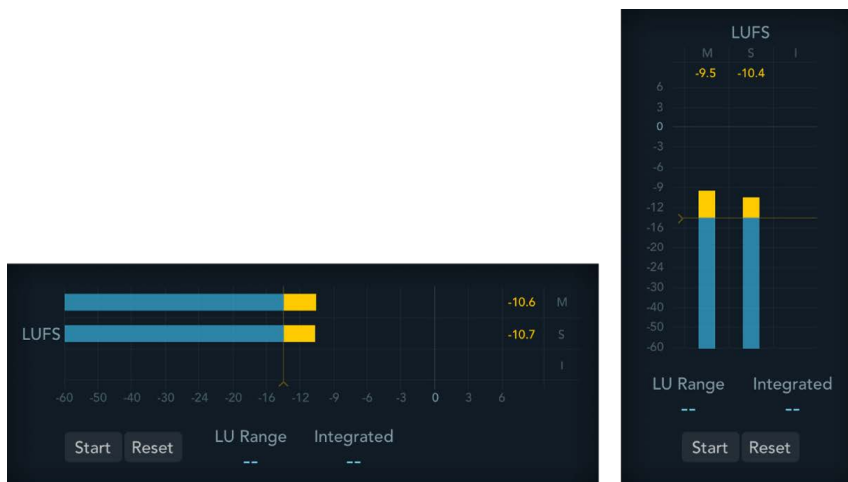 -10.6 M
LUFS -10.7 S
I
-60 -50 -40 -30 -24 -20 -16 -12 -9 -6 -3 0 3 6
LU Range Integrated
Start Reset
-- --
LUFS
M S I
-9.5 -10.4
6
3
0
-3
-6
-9
-12
-16
-20
-24
-30
-40
-50
-60
LU Range Integrated
-- --
Start Reset